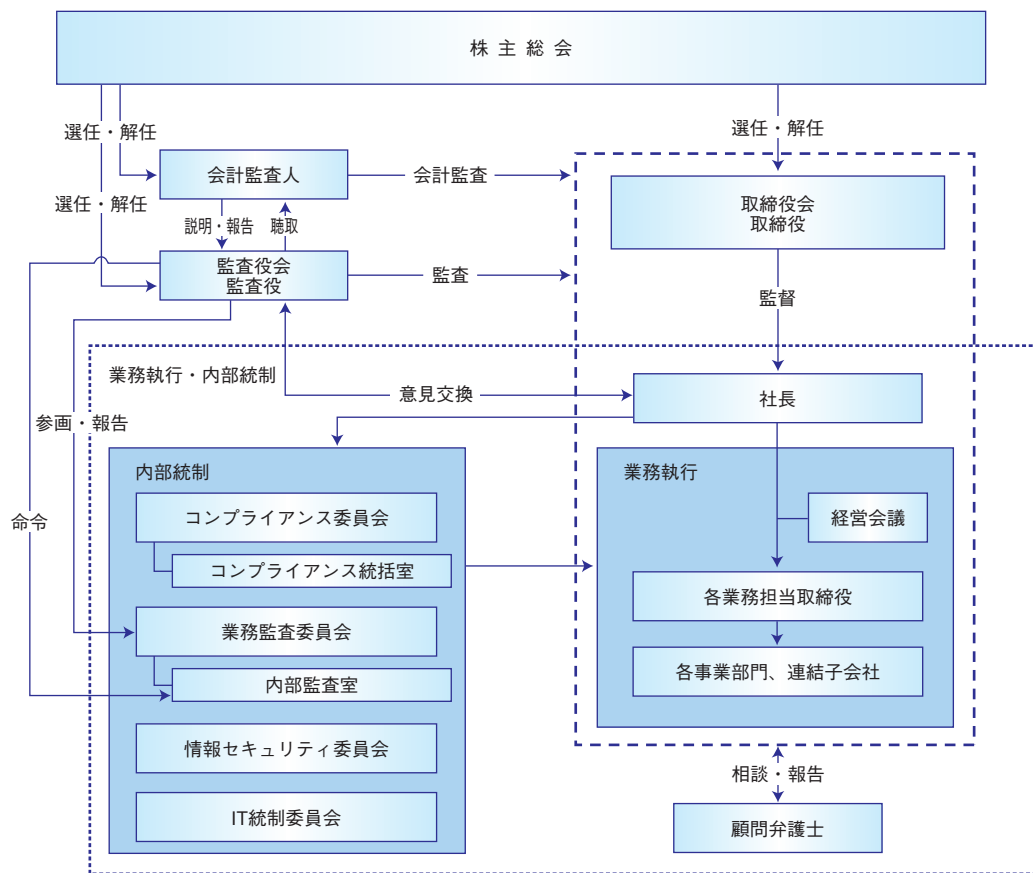 株主総会
選任・解任
選任・解任
会計監査人
会計監査
選任・解任
取締役会
取締役
説明・報告
聴取
監査役会
監査役
監査
監督
業務執行・内部統制
意見交換
社長
参画・報告
内部統制
業務執行
コンプライアンス委員会
経営会議
命令
コンプライアンス統括室
各業務担当取締役
業務監査委員会
内部監査室
各事業部門、連結子会社
情報セキュリティ委員会
相談・報告
IT統制委員会
顧問弁護士